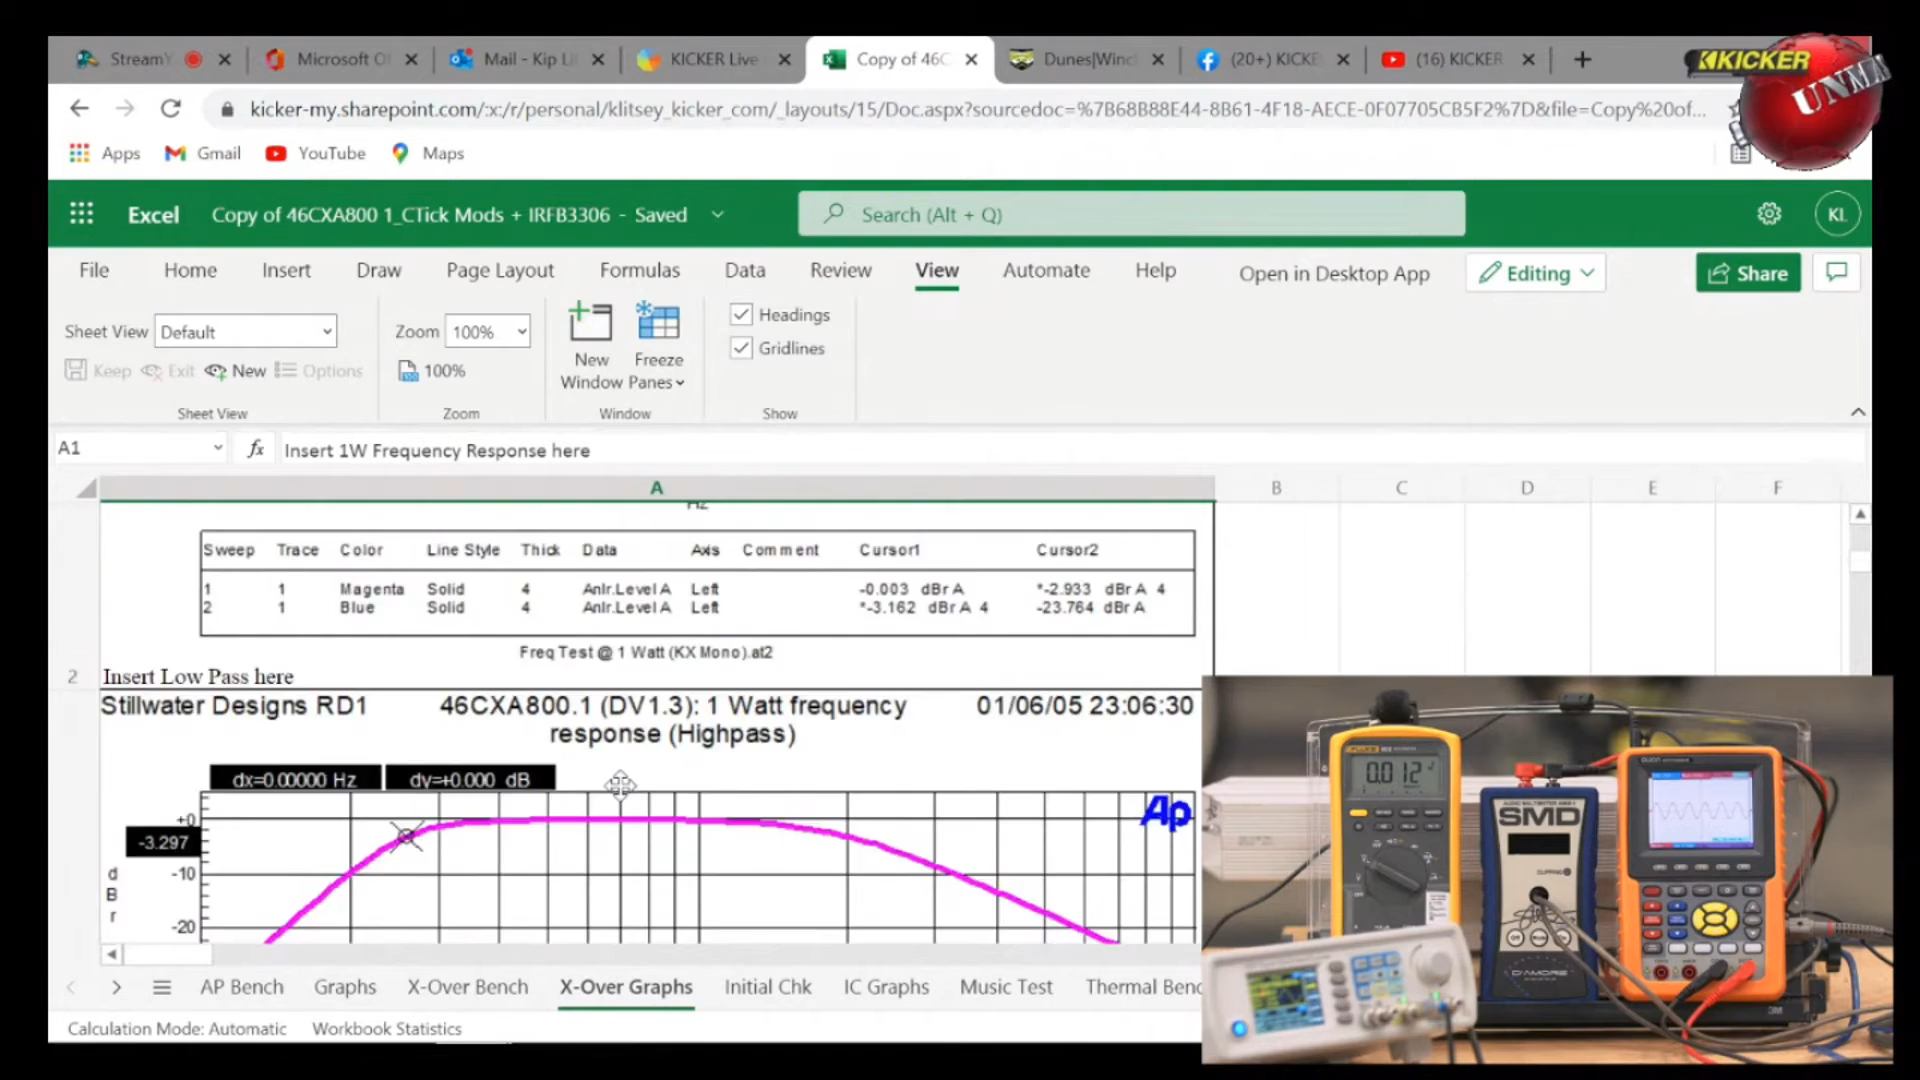 StreamY
Microsoft Of
Mail - Kip Li
KICKER Live
Copy of 46C
Dunes|Winc
(20+) KICKE
(16) KICKER
KICKER
UNMA
kicker-my.sharepoint.com/:x:/r/personal/klitsey_kicker_com/_layouts/15/Doc.aspx?sourcedoc=%7B68B88E44-8B61-4F18-AECE-0F07705CB5F2%7D&file=Copy%20of...
Apps Gmail YouTube Maps
Excel Copy of 46CXA800 1_CTick Mods + IRFB3306 - Saved Search (Alt + Q) KL
File Home Insert Draw Page Layout Formulas Data Review View Automate Help Open in Desktop App Editing Share
Sheet View Default Zoom 100% New Window Freeze Panes Headings
Gridlines
Keep Exit New Options 100%
Sheet View Zoom Window Show
A1 fx Insert 1W Frequency Response here
A B C D E F
Hz
Sweep Trace Color Line Style Thick Data Axis Comment Cursor1 Cursor2
1 1 Magenta Solid 4 Anlr.Level A Left -0.003 dBr A *-2.933 dBr A 4
2 1 Blue Solid 4 Anlr.Level A Left *-3.162 dBr A 4 -23.764 dBr A
Freq Test @ 1 Watt (KX Mono).at2
2 Insert Low Pass here
Stillwater Designs RD1 46CXA800.1 (DV1.3): 1 Watt frequency 01/06/05 23:06:30
response (Highpass)
dx=0.00000 Hz dy=+0.000 dB
+0
-3.297
-10
-20
d
B
r
Ap
FLUKE
0.012
SMD
CLIPPING
D'AMORE
AP Bench Graphs X-Over Bench X-Over Graphs Initial Chk IC Graphs Music Test Thermal Benc
Calculation Mode: Automatic Workbook Statistics